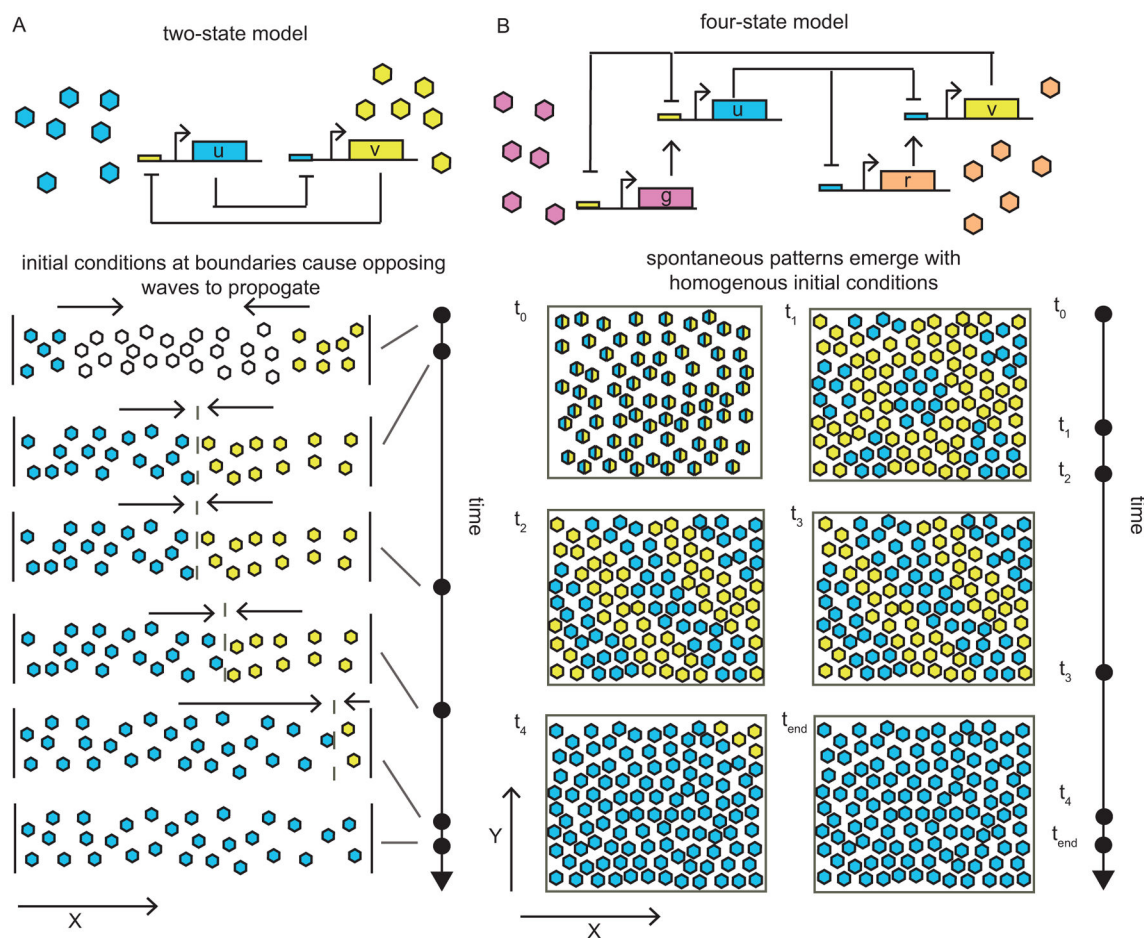 A
two-state model
u
v
initial conditions at boundaries cause opposing
waves to propogate
time
X
B
four-state model
u
v
g
r
spontaneous patterns emerge with
homogenous initial conditions
t0
t1
t2
t3
t4
tend
Y
X
t0
t1
t2
t3
t4
tend
time